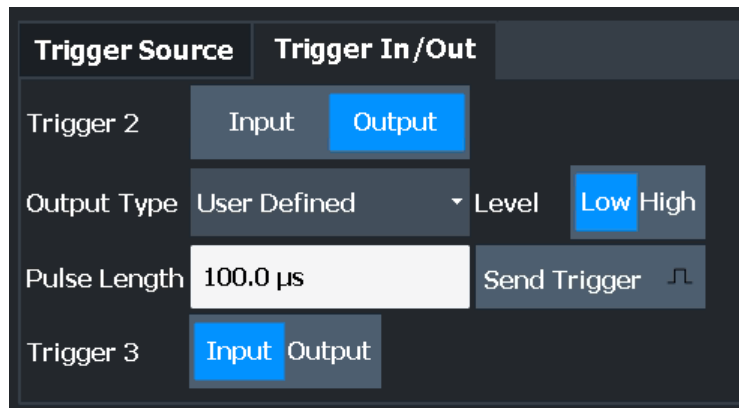 Trigger Source Trigger In/Out
Trigger 2 Input Output
Output Type User Defined Level Low High
Pulse Length 100.0 µs Send Trigger
Trigger 3 Input Output